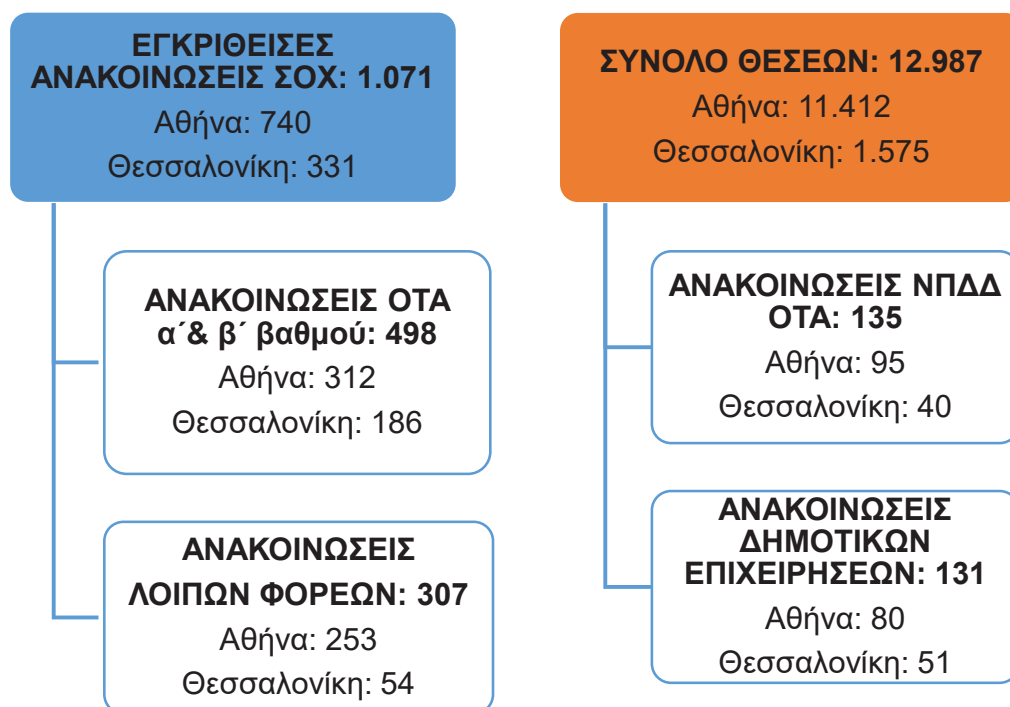 ΕΓΚΡΙΘΕΙΣΕΣ
ΑΝΑΚΟΙΝΩΣΕΙΣ ΣΟΧ: 1.071
Αθήνα: 740
Θεσσαλονίκη: 331
ΑΝΑΚΟΙΝΩΣΕΙΣ ΟΤΑ
α΄& β΄ βαθμού: 498
Αθήνα: 312
Θεσσαλονίκη: 186
ΑΝΑΚΟΙΝΩΣΕΙΣ
ΛΟΙΠΩΝ ΦΟΡΕΩΝ: 307
Αθήνα: 253
Θεσσαλονίκη: 54
ΣΥΝΟΛΟ ΘΕΣΕΩΝ: 12.987
Αθήνα: 11.412
Θεσσαλονίκη: 1.575
ΑΝΑΚΟΙΝΩΣΕΙΣ ΝΠΔΔ
ΟΤΑ: 135
Αθήνα: 95
Θεσσαλονίκη: 40
ΑΝΑΚΟΙΝΩΣΕΙΣ
ΔΗΜΟΤΙΚΩΝ
ΕΠΙΧΕΙΡΗΣΕΩΝ: 131
Αθήνα: 80
Θεσσαλονίκη: 51